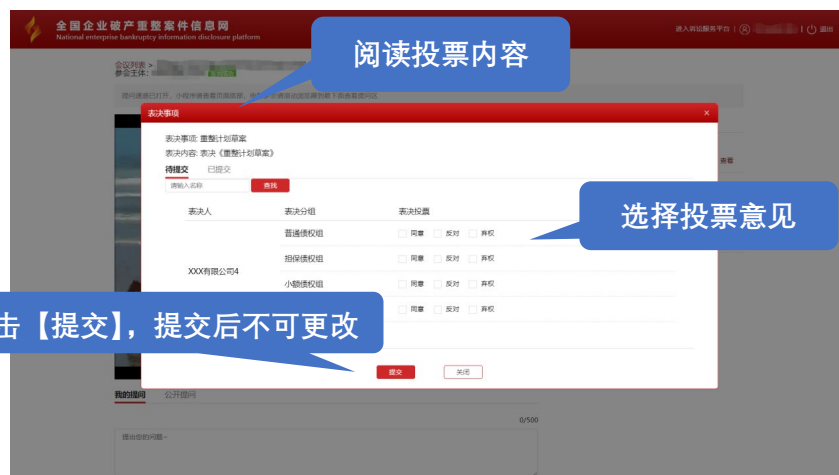 全国企业破产重整案件信息网
National enterprise bankruptcy information disclosure platform
进入诉讼服务平台
退出
会议列表 >
参会主体:
阅读投票内容
表决事项
×
表决事项: 重整计划草案
表决内容: 表决《重整计划草案》
待提交 已提交
请输入名称 查找
查看
表决人 表决分组 表决投票
普通债权组 同意 反对 弃权
选择投票意见
担保债权组 同意 反对 弃权
XXX有限公司4
小额债权组 同意 反对 弃权
同意 反对 弃权
击【提交】，提交后不可更改
提交 关闭
我的提问 公开提问
0/500
提出您的问题~